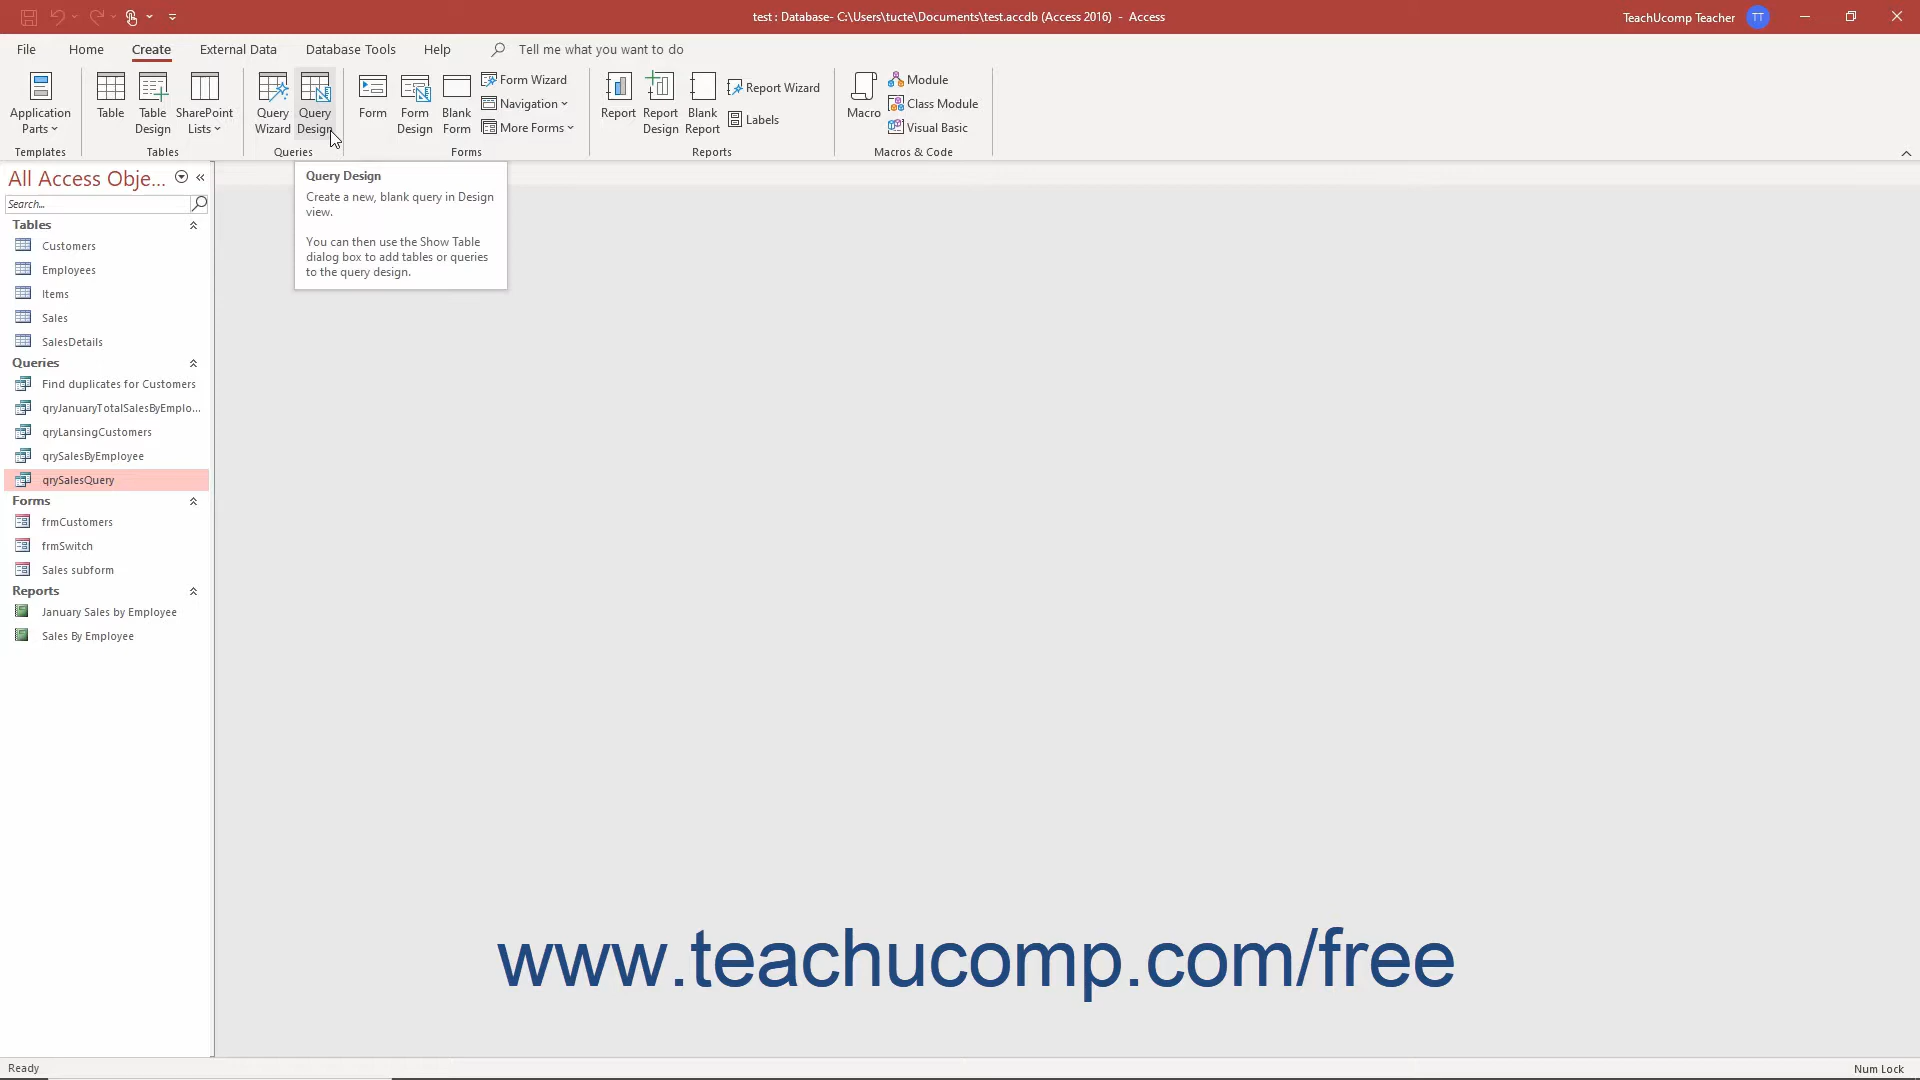 test : Database- C:\Users\tucte\Documents\test.accdb (Access 2016) - Access
TeachUcomp Teacher
TT
File Home Create External Data Database Tools Help Tell me what you want to do
Application Parts
Table
Table Design
SharePoint Lists
Query Wizard
Query Design
Form
Form Design
Blank Form
Form Wizard
Navigation
More Forms
Report
Report Design
Blank Report
Report Wizard
Labels
Macro
Module
Class Module
Visual Basic
Templates
Tables
Queries
Forms
Reports
Macros & Code
All Access Obje...
Search...
Tables
Customers
Employees
Items
Sales
SalesDetails
Queries
Find duplicates for Customers
qryJanuaryTotalSalesByEmplo...
qryLansingCustomers
qrySalesByEmployee
qrySalesQuery
Forms
frmCustomers
frmSwitch
Sales subform
Reports
January Sales by Employee
Sales By Employee
Query Design
Create a new, blank query in Design
view.
You can then use the Show Table
dialog box to add tables or queries
to the query design.
www.teachucomp.com/free
Ready
Num Lock